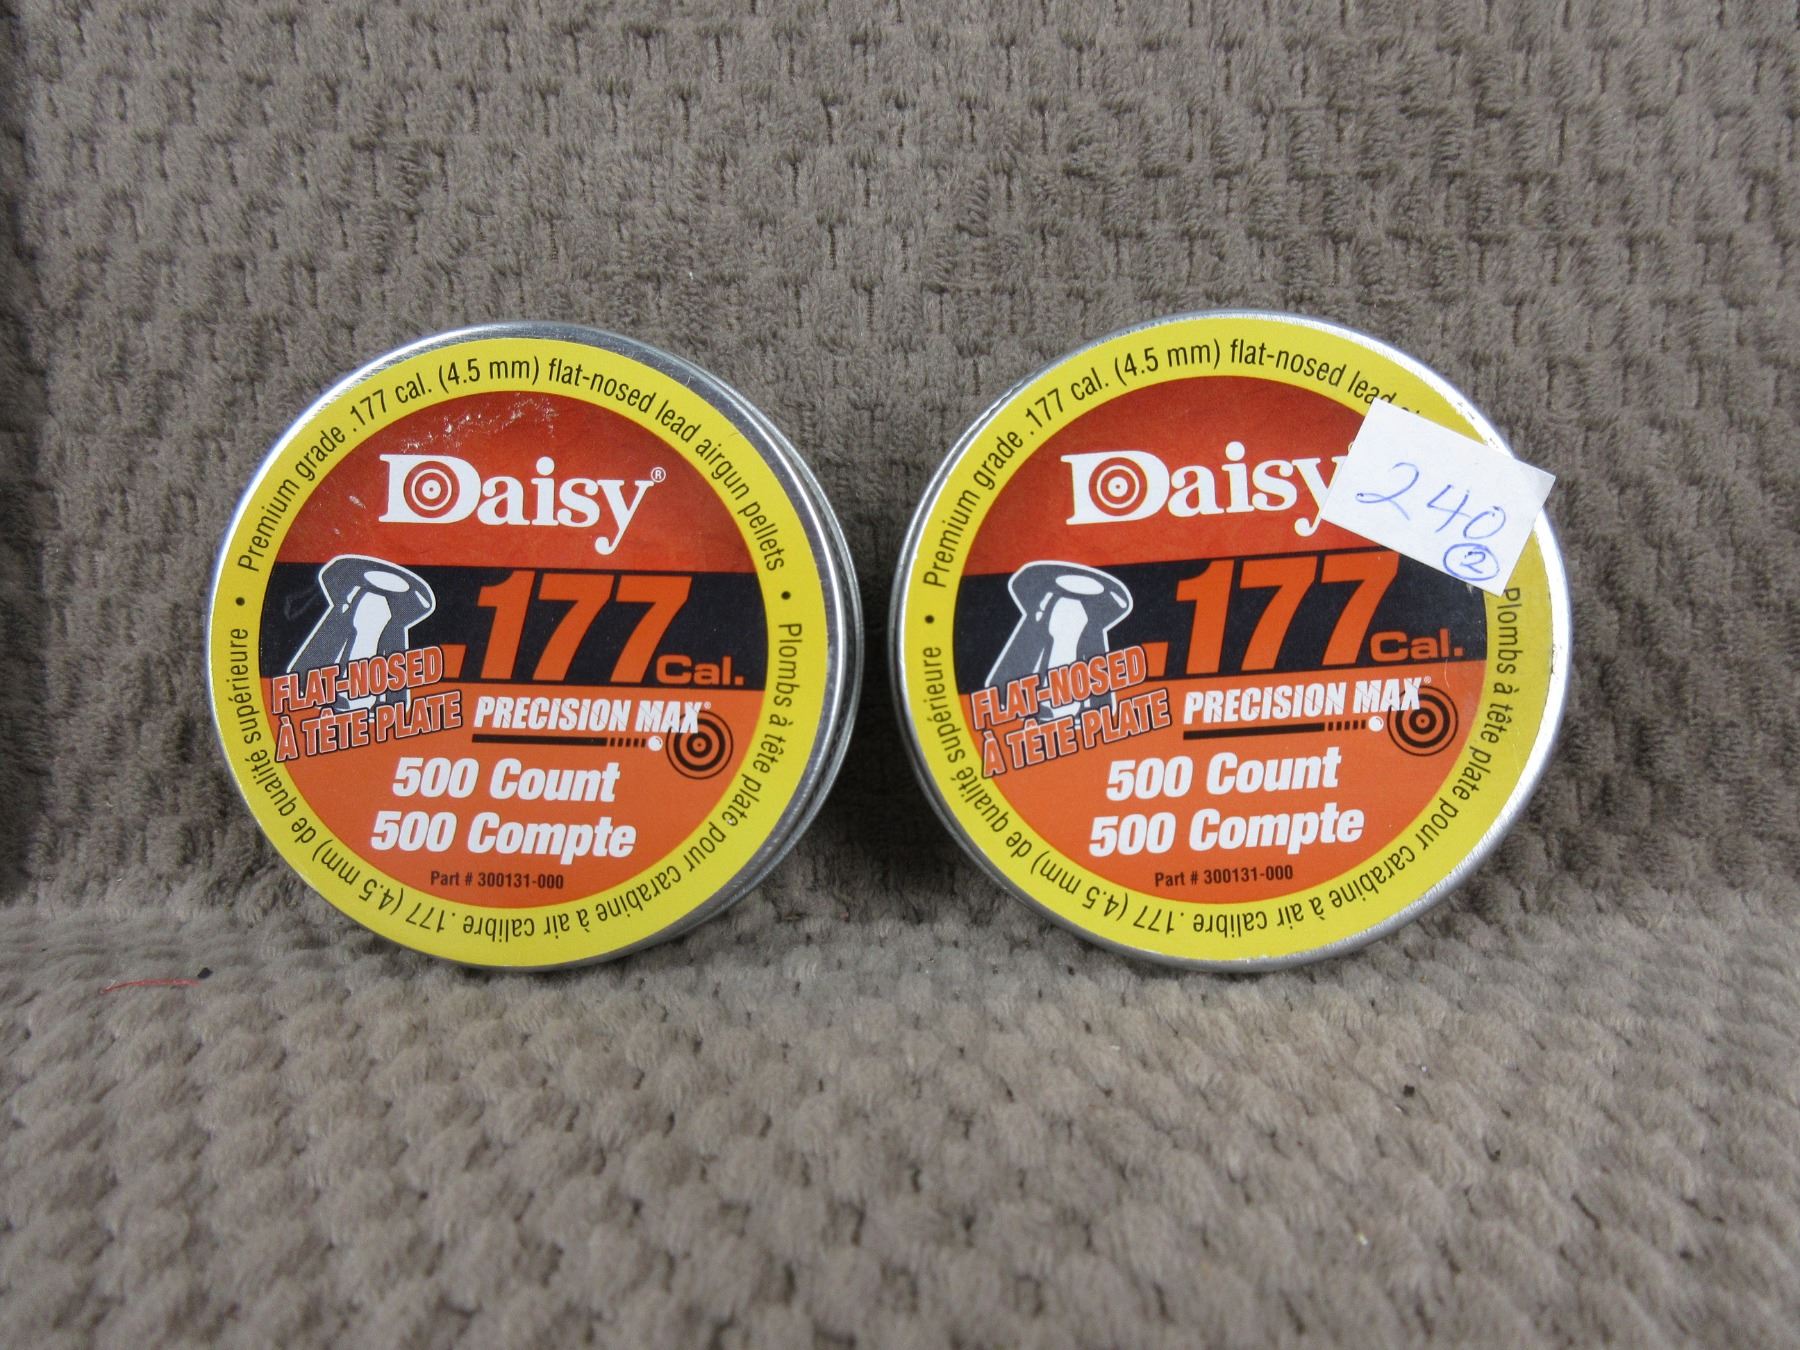 Premium grade .177 cal. (4.5 mm) flat-nosed lead airgun pellets
Daisy®
.177 Cal.
FLAT-NOSED
À TÊTE PLATE
PRECISION MAX®
500 Count
500 Compte
Part # 300131-000
• Plombs à tête plate pour carabine à air calibre .177 (4.5 mm) de qualité supérieure •
Premium grade .177 cal. (4.5 mm) flat-nosed lead
Daisy
240
2
.177 Cal.
FLAT-NOSED
À TÊTE PLATE
PRECISION MAX®
500 Count
500 Compte
Part # 300131-000
Plombs à tête plate pour carabine à air calibre .177 (4.5 mm) de qualité supérieure •